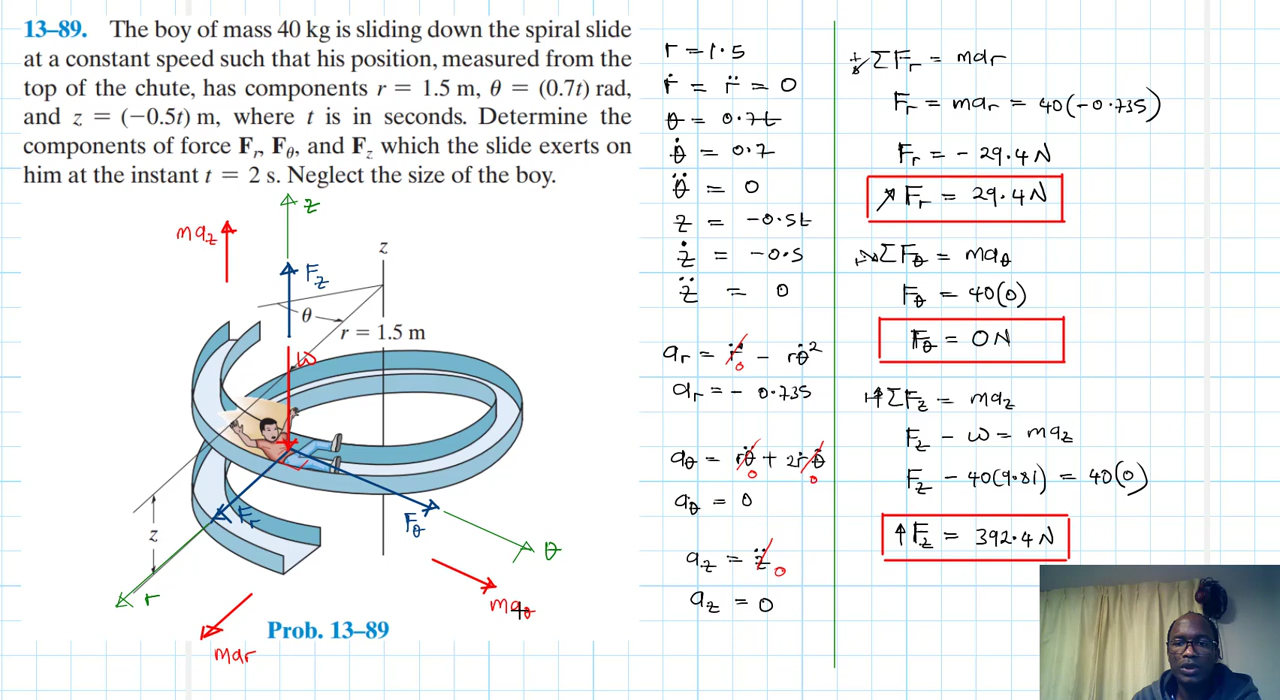 13–89. The boy of mass 40 kg is sliding down the spiral slide
at a constant speed such that his position, measured from the
top of the chute, has components r = 1.5 m, θ = (0.7t) rad,
and z = (−0.5t) m, where t is in seconds. Determine the
components of force Fr, Fθ, and Fz which the slide exerts on
him at the instant t = 2 s. Neglect the size of the boy.
z
maz
z
Fz
θ
r = 1.5 m
ω
z
Fr
Fθ
θ
r
maθ
mar
Prob. 13–89
r = 1.5
ṙ = r̈ = 0
θ = 0.7t
θ̇ = 0.7
θ̈ = 0
z = -0.5t
ż = -0.5
z̈ = 0
ar = r̈ 0 - rθ̇²
ar = - 0.735
aθ = rθ̈ 0 + 2ṙθ̇ 0
aθ = 0
az = z̈ 0
az = 0
+↙ΣFr = mar
Fr = mar = 40(-0.735)
Fr = - 29.4N
↗Fr = 29.4N
+↘ΣFθ = maθ
Fθ = 40(0)
Fθ = 0N
+↑ΣFz = maz
Fz - ω = maz
Fz - 40(9.81) = 40(0)
↑Fz = 392.4N